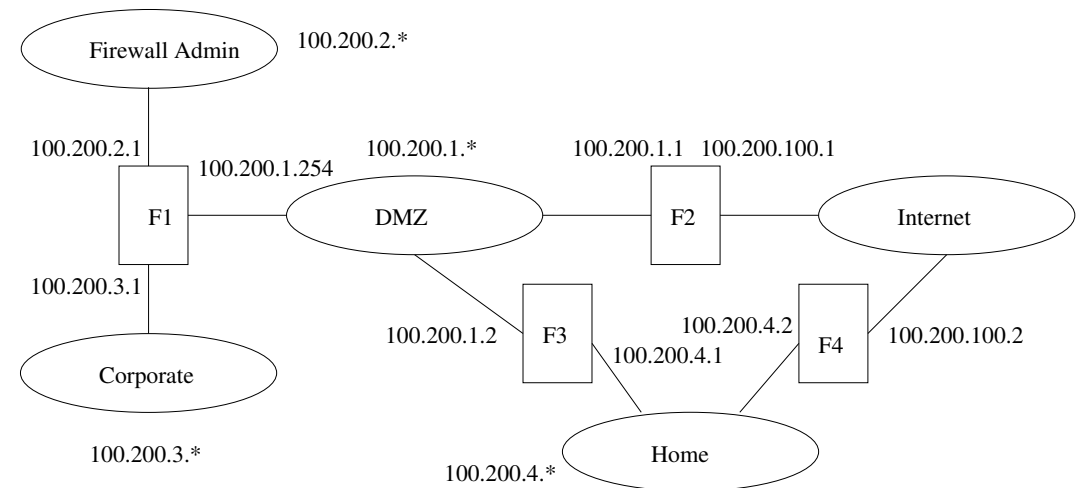 Firewall Admin
100.200.2.*
100.200.2.1
100.200.1.254
100.200.1.*
100.200.1.1
100.200.100.1
F1
DMZ
F2
Internet
100.200.3.1
100.200.1.2
F3
100.200.4.2
F4
100.200.100.2
100.200.4.1
Corporate
100.200.3.*
Home
100.200.4.*